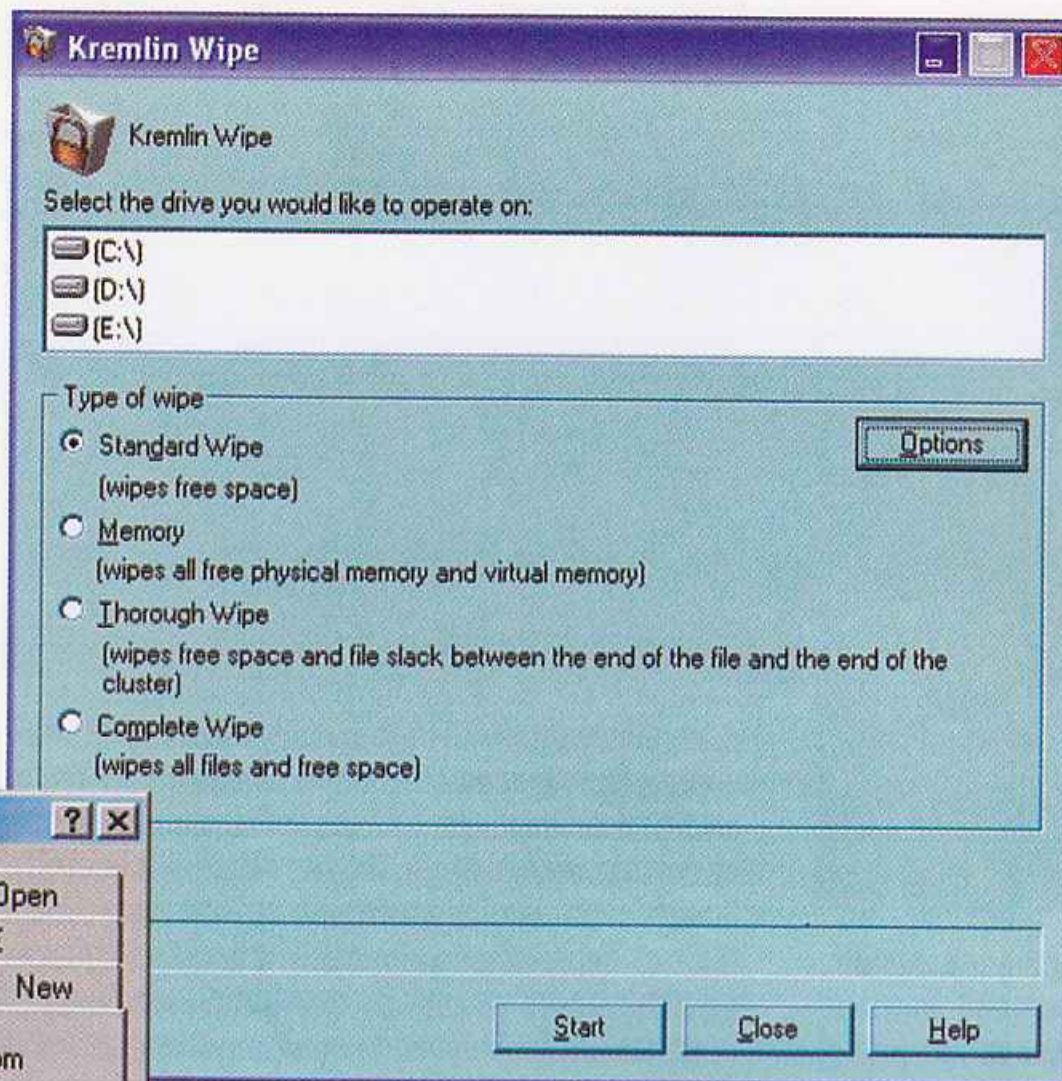 Kremlin Wipe
Kremlin Wipe
Select the drive you would like to operate on:
(C:\)
(D:\)
(E:\)
Type of wipe
Standard Wipe
Options
(wipes free space)
Memory
(wipes all free physical memory and virtual memory)
Thorough Wipe
(wipes free space and file slack between the end of the file and the end of the
cluster)
Complete Wipe
(wipes all files and free space)
Open
New
Start
Close
Help